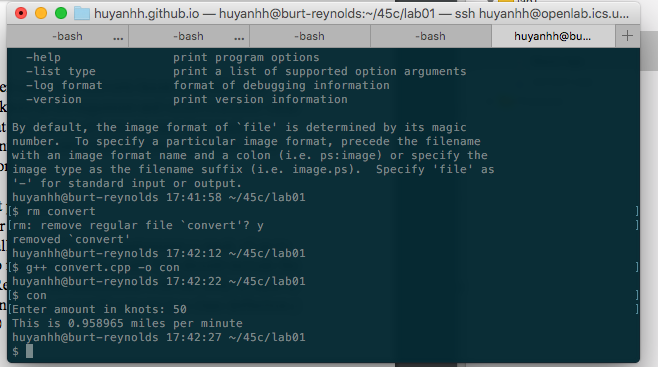 huyanhh.github.io — huyanhh@burt-reynolds:~/45c/lab01 — ssh huyanhh@openlab.ics.u...
-bash ... -bash ... -bash -bash huyanhh@bu... +
-help print program options
-list type print a list of supported option arguments
-log format format of debugging information
-version print version information
By default, the image format of `file' is determined by its magic
number. To specify a particular image format, precede the filename
with an image format name and a colon (i.e. ps:image) or specify the
image type as the filename suffix (i.e. image.ps). Specify 'file' as
'-' for standard input or output.
huyanhh@burt-reynolds 17:41:58 ~/45c/lab01
[$ rm convert ]
[rm: remove regular file `convert'? y ]
removed `convert'
huyanhh@burt-reynolds 17:42:12 ~/45c/lab01
[$ g++ convert.cpp -o con ]
huyanhh@burt-reynolds 17:42:22 ~/45c/lab01
[$ con ]
[Enter amount in knots: 50 ]
This is 0.958965 miles per minute
huyanhh@burt-reynolds 17:42:27 ~/45c/lab01
$